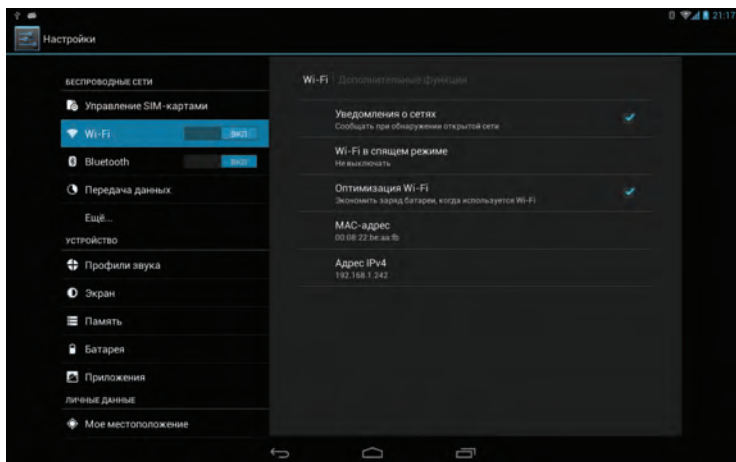 21:17
Настройки
БЕСПРОВОДНЫЕ СЕТИ
Управление SIM-картами
Wi-Fi ВКЛ
Bluetooth ВКЛ
Передача данных
Ещё...
УСТРОЙСТВО
Профили звука
Экран
Память
Батарея
Приложения
ЛИЧНЫЕ ДАННЫЕ
Мое местоположение
Wi-Fi Дополнительные функции
Уведомления о сетях
Сообщать при обнаружении открытой сети
Wi-Fi в спящем режиме
Не выключать
Оптимизация Wi-Fi
Экономить заряд батареи, когда используется Wi-Fi
MAC-адрес
00:08:22:be:aa:fb
Адрес IPv4
192.168.1.242